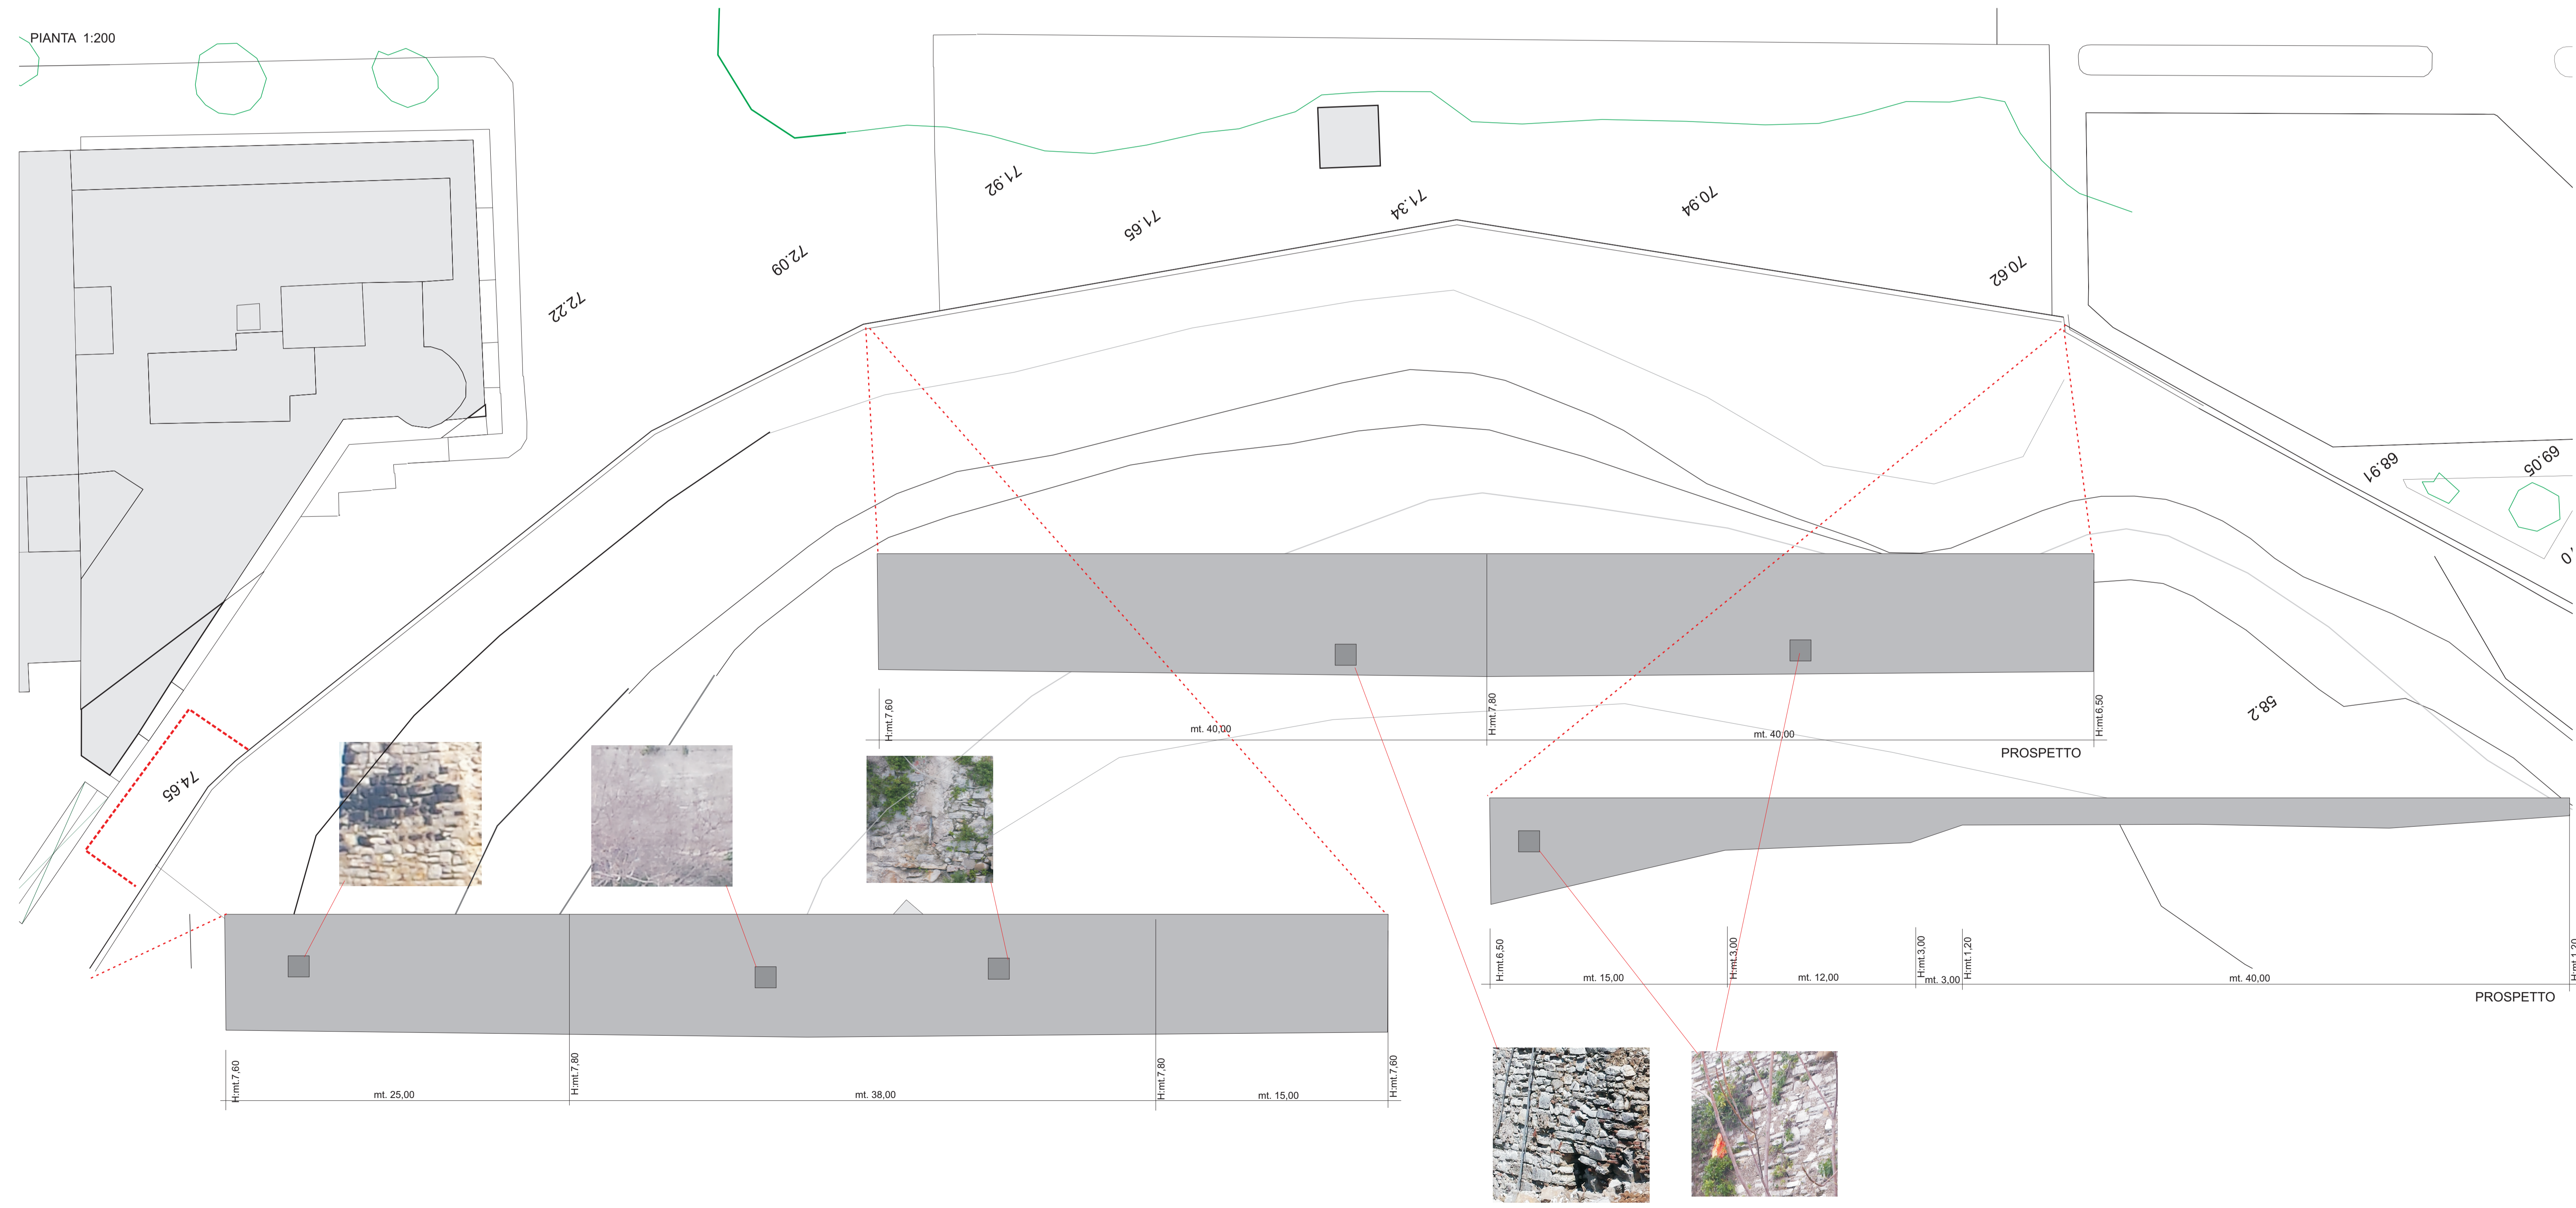 PIANTA 1:200
71.92
71.65
71.34
70.94
72.09
72.22
70.62
68.91
69.05
58.2
74.65
H:mt.7,60
mt. 40,00
H:mt.7,80
mt. 40,00
H:mt.6,50
PROSPETTO
H:mt.6,50
mt. 15,00
H:mt.3,00
mt. 12,00
H:mt.3,00
mt. 3,00
H:mt.1,20
mt. 40,00
H:mt.1,20
PROSPETTO
H:mt.7,60
mt. 25,00
H:mt.7,80
mt. 38,00
H:mt.7,80
mt. 15,00
H:mt.7,60